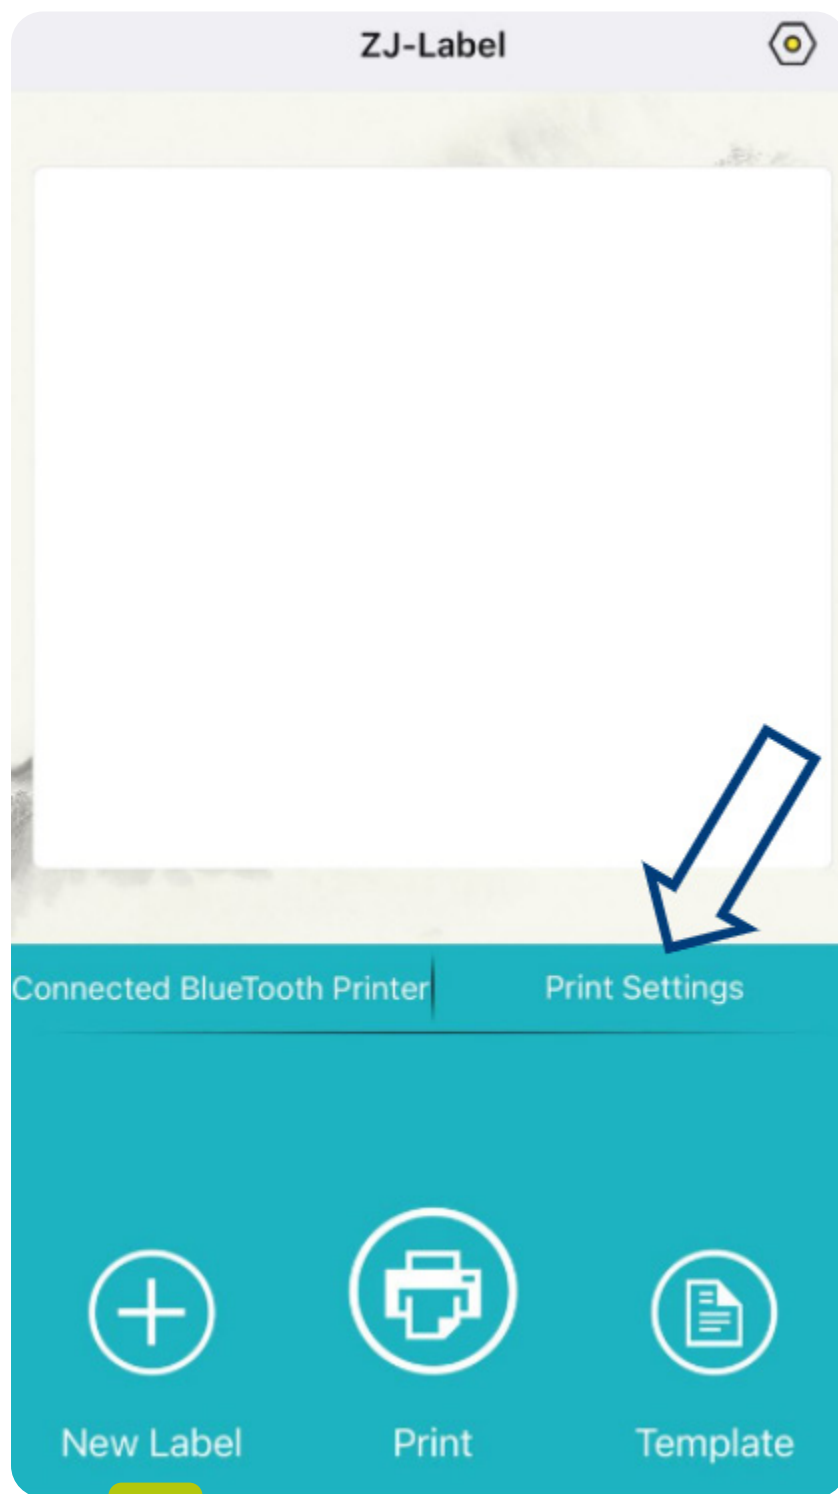 ZJ-Label
Connected BlueTooth Printer
Print Settings
New Label
Print
Template